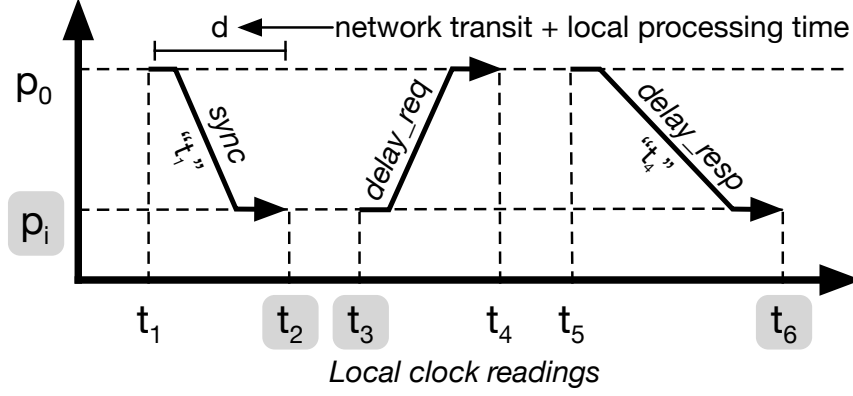 d network transit + local processing time
p₀
sync
“t₁”
delay_req
delay_resp
“t₄”
pᵢ
t₁ t₂ t₃ t₄ t₅ t₆
Local clock readings